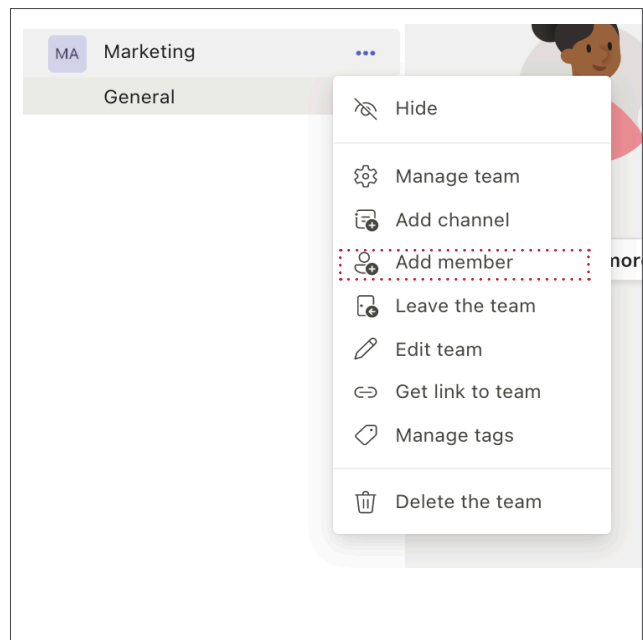 MA Marketing
General
Hide
Manage team
Add channel
Add member
Leave the team
Edit team
Get link to team
Manage tags
Delete the team